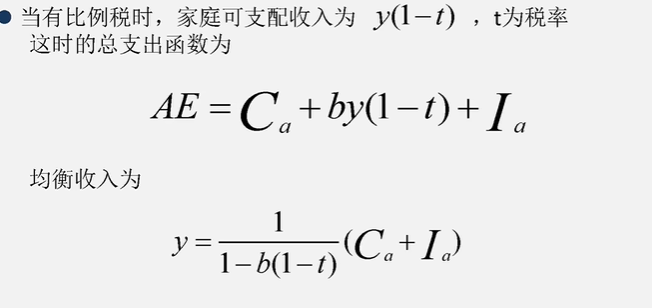 ● 当有比例税时，家庭可支配收入为 y(1−t) ，t为税率
这时的总支出函数为
AE = C_a + by(1−t) + I_a
均衡收入为
y = \frac{1}{1−b(1−t)} (C_a + I_a)